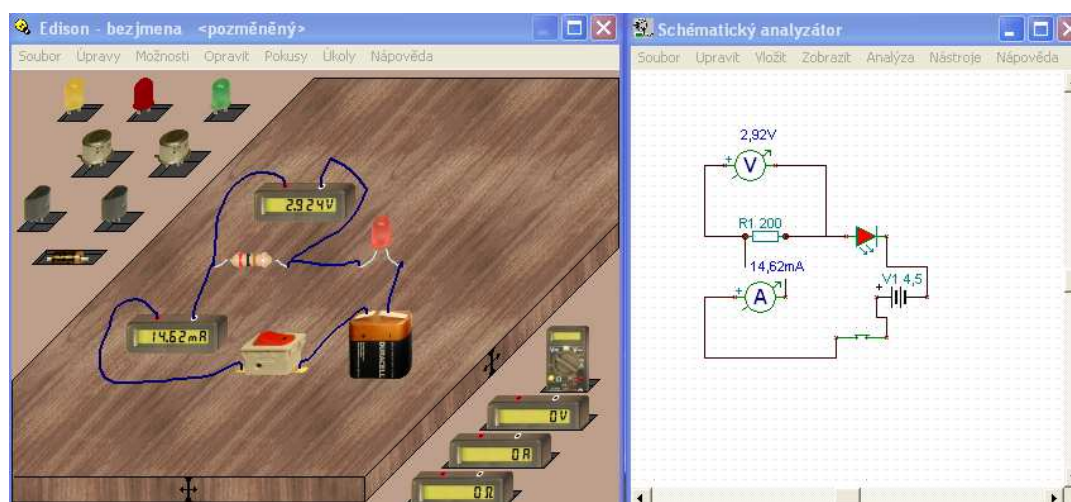 Edison - bezjmena <pozměněný>
Soubor Úpravy Možnosti Opravit Pokusy Úkoly Nápověda
2.924V
14.62mA
DURACELL
0V
0A
0Ω
Schématický analyzátor
Soubor Upravit Vložit Zobrazit Analýza Nástroje Nápověda
2,92V
+
V
R1 200
14,62mA
+
A
V1 4,5
+